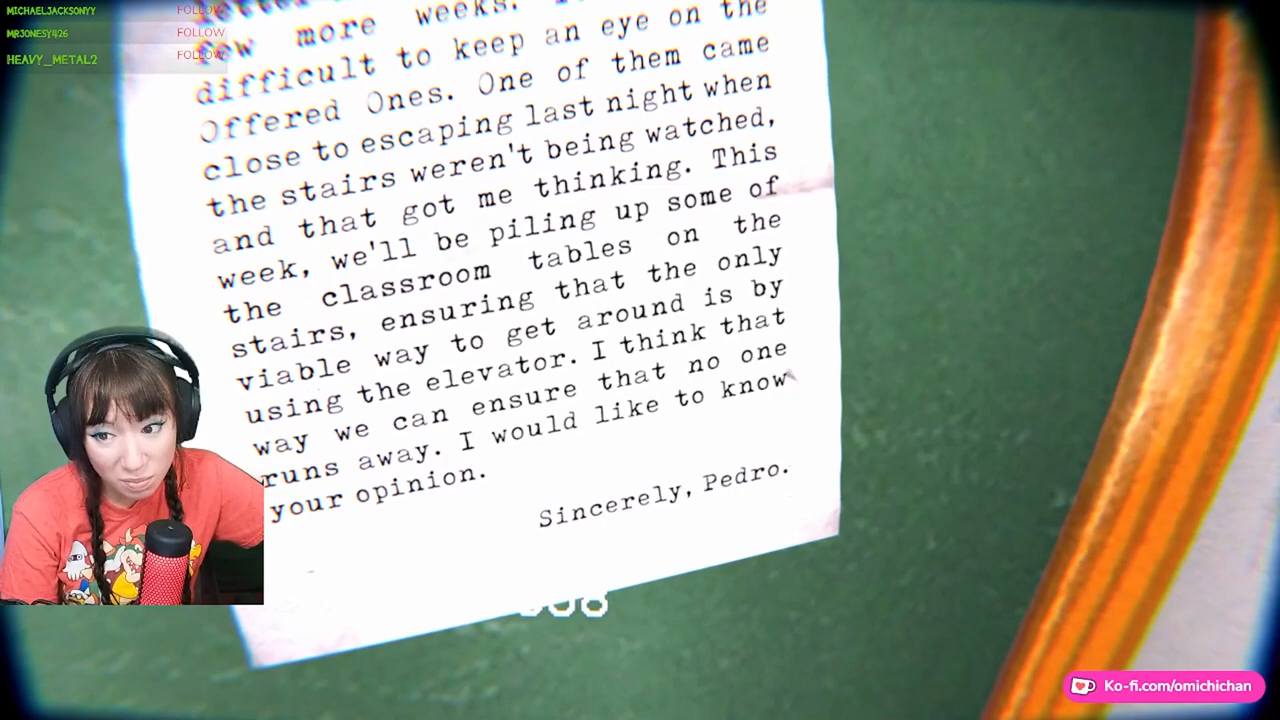 MICHAELJACKSONYY FOLLOW
MRJONESY426 FOLLOW
HEAVY_METAL2 FOLLOW
few more weeks.
difficult to keep an eye on the
Offered Ones. One of them came
close to escaping last night when
the stairs weren't being watched,
and that got me thinking. This
week, we'll be piling up some of
the classroom tables on the
stairs, ensuring that the only
viable way to get around is by
using the elevator. I think that
way we can ensure that no one
runs away. I would like to know
your opinion.
Sincerely, Pedro.
Ko-fi.com/omichichan